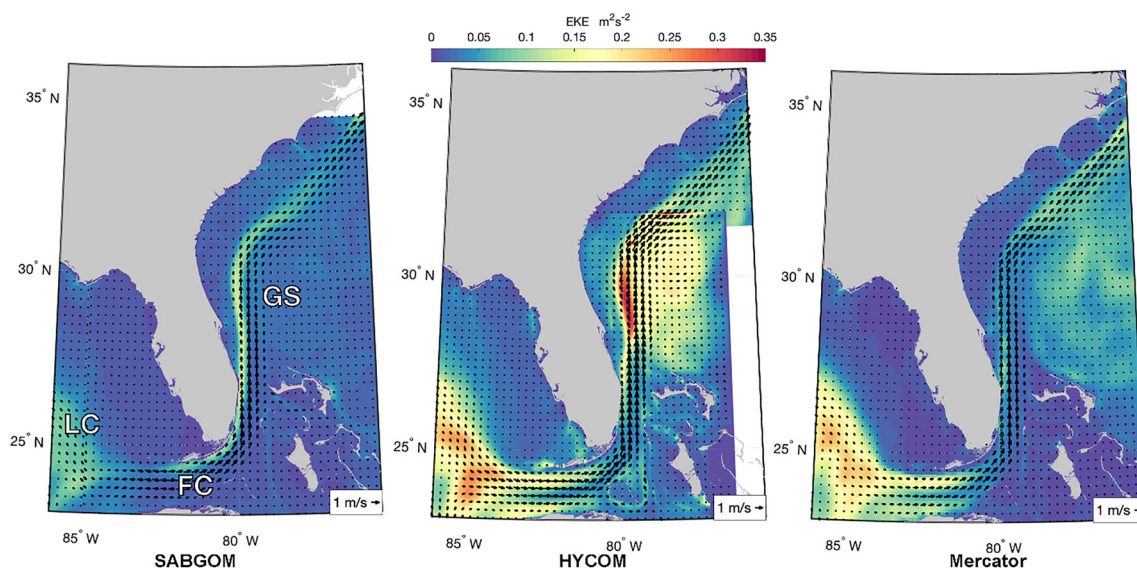 EKE m²s⁻²
0 0.05 0.1 0.15 0.2 0.25 0.3 0.35
35° N
30° N
25° N
85° W
80° W
GS
LC
FC
1 m/s
SABGOM
35° N
30° N
25° N
85° W
80° W
1 m/s
HYCOM
35° N
30° N
25° N
85° W
80° W
1 m/s
Mercator